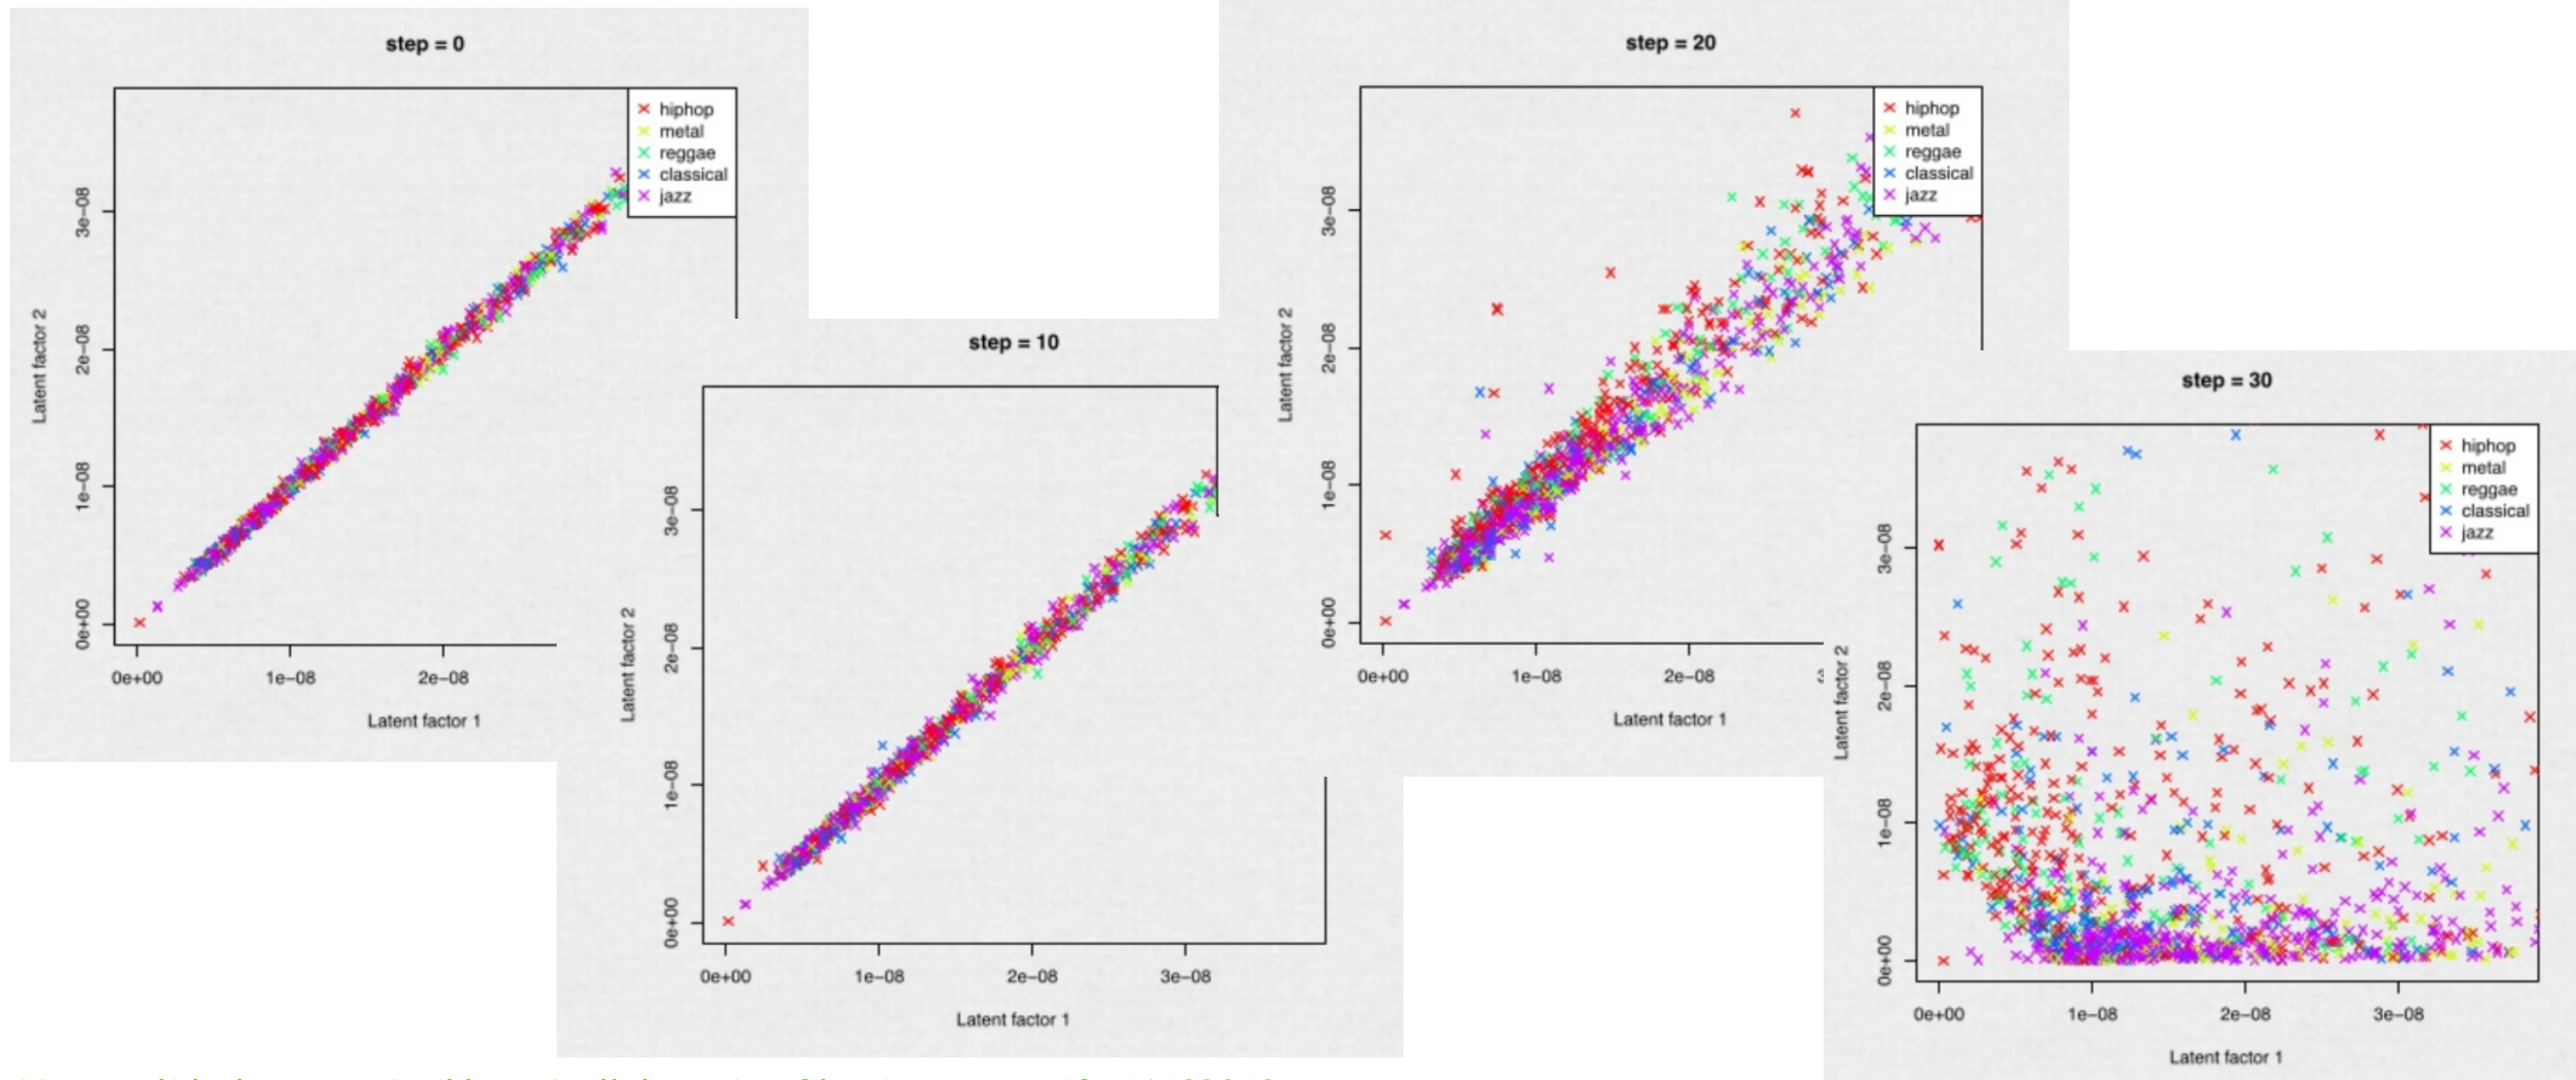 step = 0
hiphop
metal
reggae
classical
jazz
3e-08
2e-08
1e-08
0e+00
Latent factor 2
0e+00
1e-08
2e-08
Latent factor 1
step = 10
3e-08
2e-08
1e-08
0e+00
Latent factor 2
0e+00
1e-08
2e-08
3e-08
Latent factor 1
step = 20
hiphop
metal
reggae
classical
jazz
3e-08
2e-08
1e-08
0e+00
Latent factor 2
0e+00
1e-08
2e-08
Latent factor 1
step = 30
hiphop
metal
reggae
classical
jazz
3e-08
2e-08
1e-08
0e+00
Latent factor 2
0e+00
1e-08
2e-08
3e-08
Latent factor 1